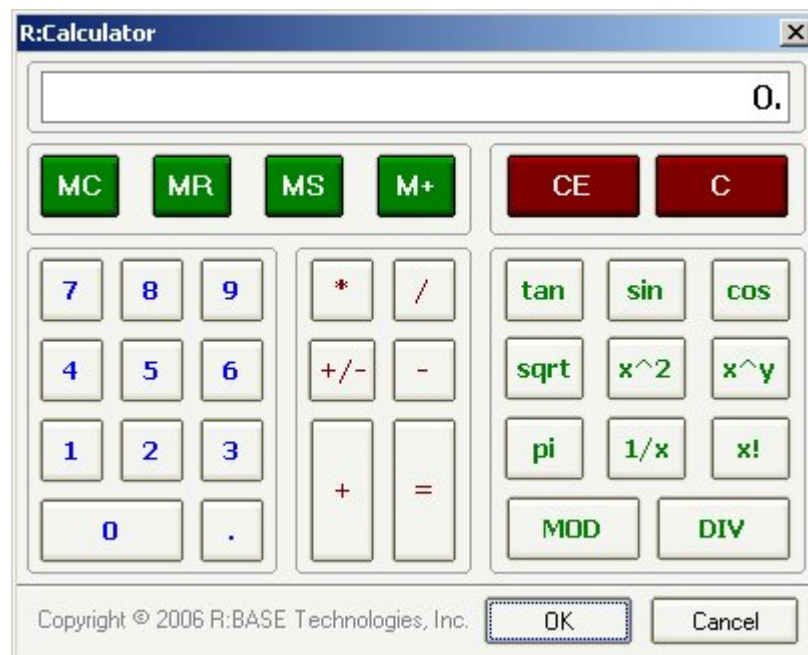 R:Calculator
0.
MC MR MS M+ CE C
7 8 9 * / tan sin cos
4 5 6 +/- - sqrt x^2 x^y
1 2 3 + = pi 1/x x!
0 . MOD DIV
Copyright © 2006 R:BASE Technologies, Inc. OK Cancel